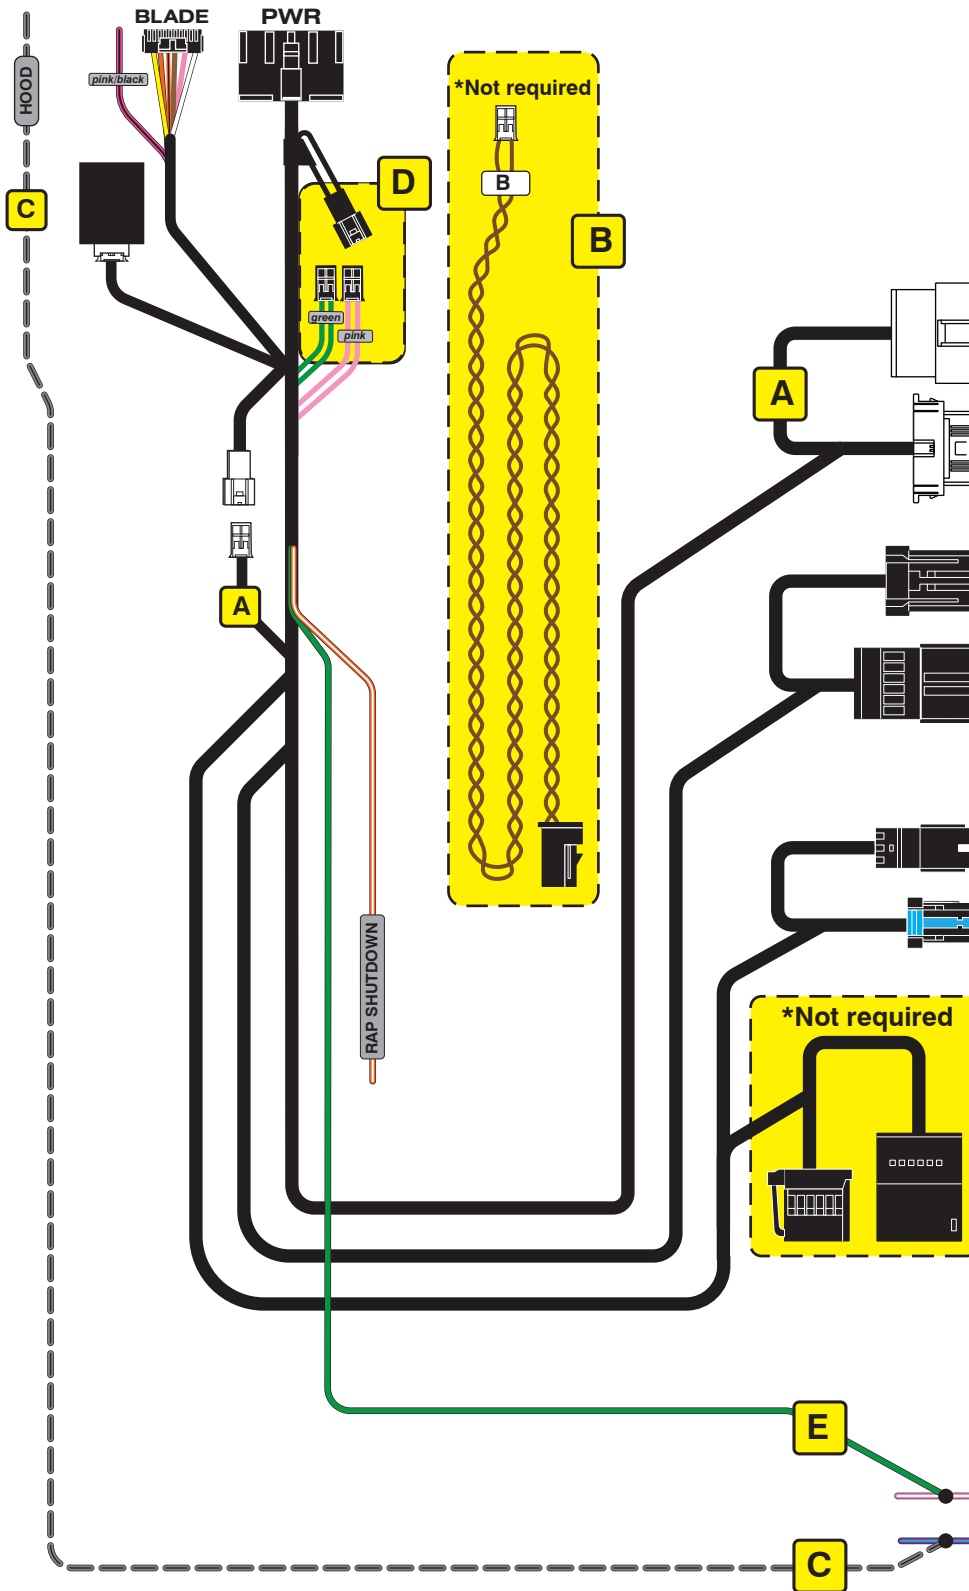 BLADE
PWR
pink/black
HOOD
*Not required
D
B
C
B
green
pink
A
A
RAP SHUTDOWN
*Not required
E
C